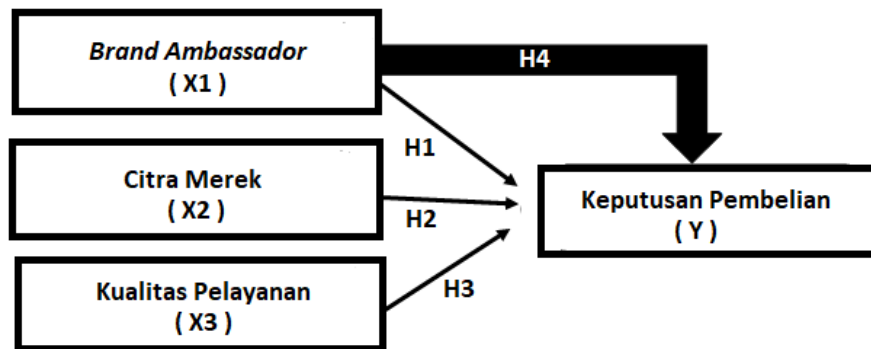 Brand Ambassador
( X1 )
H4
H1
Citra Merek
( X2 )
H2
Keputusan Pembelian
( Y )
Kualitas Pelayanan
( X3 )
H3